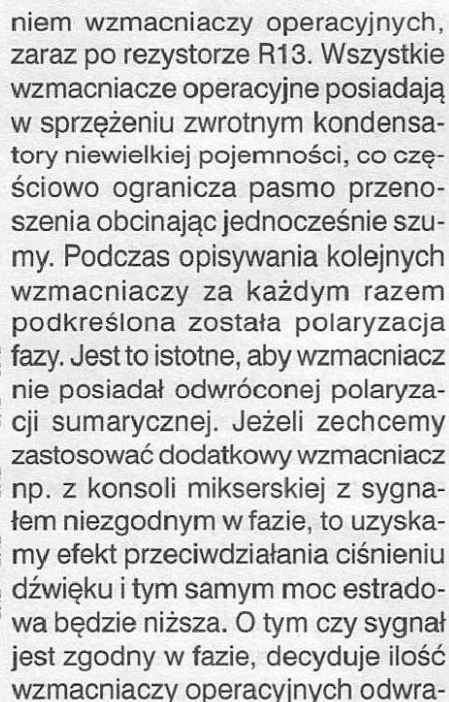 niem wzmacniaczy operacyjnych,
zaraz po rezystorze R13. Wszystkie
wzmacniacze operacyjne posiadają
w sprzężeniu zwrotnym kondensa-
tory niewielkiej pojemności, co czę-
ściowo ogranicza pasmo przeno-
szenia obcinając jednocześnie szu-
my. Podczas opisywania kolejnych
wzmacniaczy za każdym razem
podkreślona została polaryzacja
fazy. Jest to istotne, aby wzmacniacz
nie posiadał odwróconej polaryza-
cji sumarycznej. Jeżeli zechcemy
zastosować dodatkowy wzmacniacz
np. z konsoli mikserskiej z sygna-
łem niezgodnym w fazie, to uzyska-
my efekt przeciwdziałania ciśnieniu
dźwięku i tym samym moc estrado-
wa będzie niższa. O tym czy sygnał
jest zgodny w fazie, decyduje ilość
wzmacniaczy operacyjnych odwra-